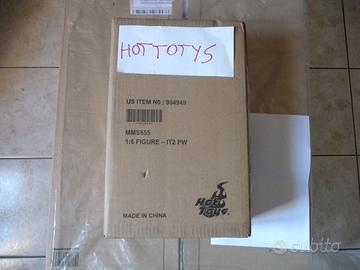 HOTTOTYS
US ITEM NO : 904949
MMS555
1:6 FIGURE – IT2 PW
Hot
Toys
MADE IN CHINA
subito